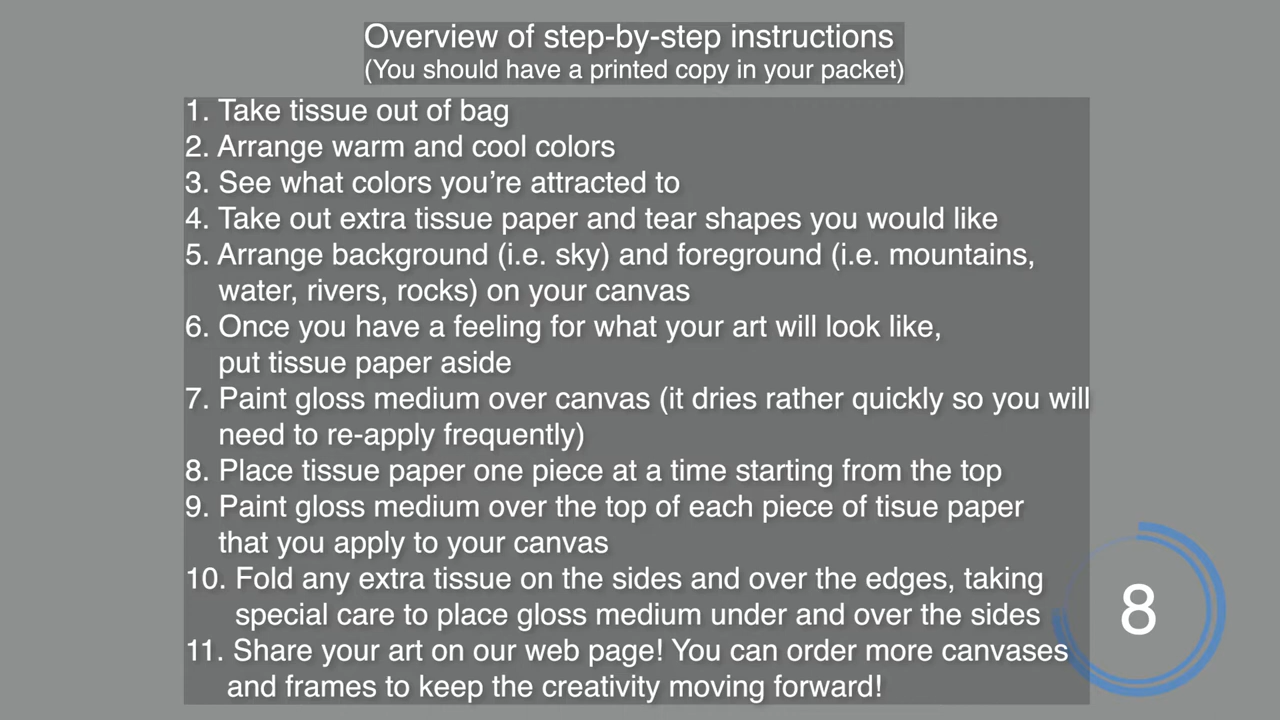 Overview of step-by-step instructions
(You should have a printed copy in your packet)
1. Take tissue out of bag
2. Arrange warm and cool colors
3. See what colors you’re attracted to
4. Take out extra tissue paper and tear shapes you would like
5. Arrange background (i.e. sky) and foreground (i.e. mountains,
water, rivers, rocks) on your canvas
6. Once you have a feeling for what your art will look like,
put tissue paper aside
7. Paint gloss medium over canvas (it dries rather quickly so you will
need to re-apply frequently)
8. Place tissue paper one piece at a time starting from the top
9. Paint gloss medium over the top of each piece of tisue paper
that you apply to your canvas
10. Fold any extra tissue on the sides and over the edges, taking
special care to place gloss medium under and over the sides
11. Share your art on our web page! You can order more canvases
and frames to keep the creativity moving forward!
8